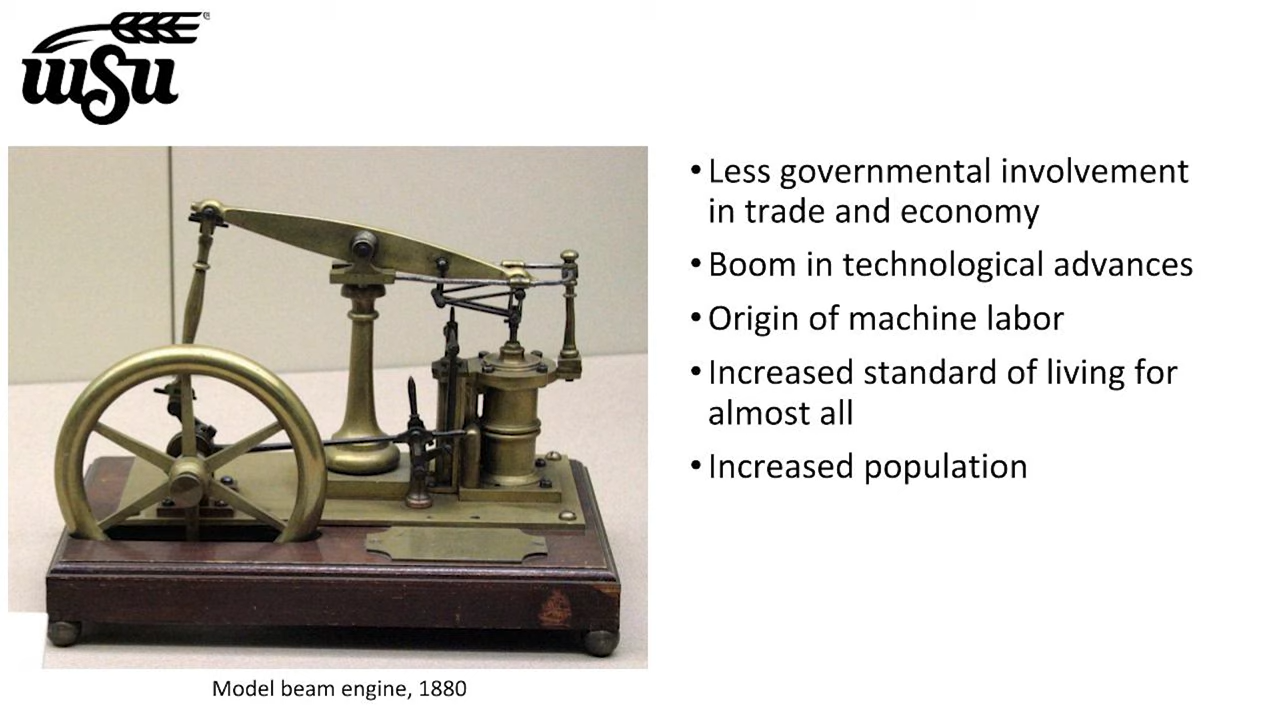 wsu
• Less governmental involvement
in trade and economy
• Boom in technological advances
• Origin of machine labor
• Increased standard of living for
almost all
• Increased population
Model beam engine, 1880